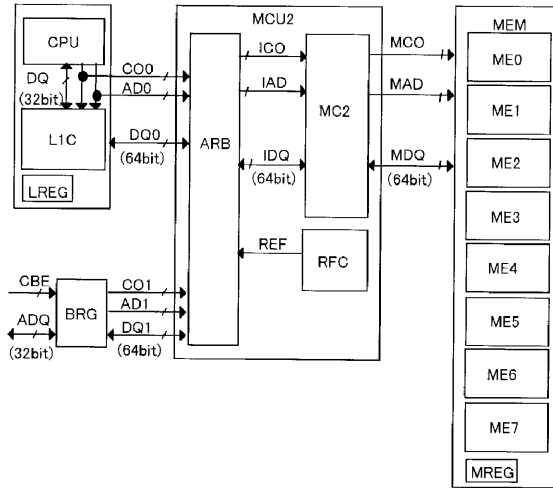 MCU2
MEM
CPU
DQ
(32bit)
L1C
LREG
CO0
AD0
DQ0
(64bit)
ARB
ICO
IAD
IDQ
(64bit)
MC2
REF
RFC
MCO
MAD
MDQ
(64bit)
ME0
ME1
ME2
ME3
ME4
ME5
ME6
ME7
MREG
CBE
ADQ
(32bit)
BRG
CO1
AD1
DQ1
(64bit)